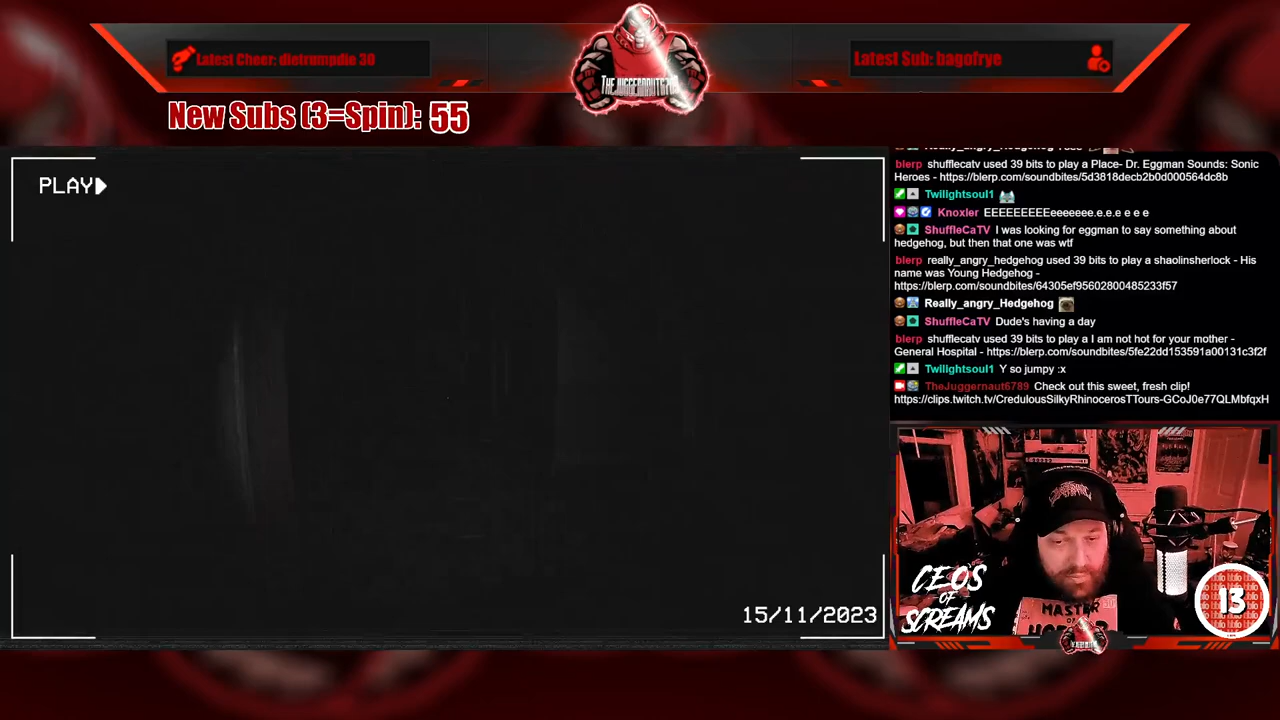 Latest Cheer: dietrumpdie 30
THEJUGGERNAUT6789
Latest Sub: bagofrye
New Subs (3=Spin): 55
PLAY
15/11/2023
blerp shufflecatv used 39 bits to play a Place- Dr. Eggman Sounds: Sonic
Heroes - https://blerp.com/soundbites/5d3818decb2b0d000564dc8b
Twilightsoul1
Knoxler EEEEEEEEEeeeeeee.e.e.e e e e
ShuffleCaTV I was looking for eggman to say something about
hedgehog, but then that one was wtf
blerp really_angry_hedgehog used 39 bits to play a shaolinsherlock - His
name was Young Hedgehog -
https://blerp.com/soundbites/64305ef95602800485233f57
Really_angry_Hedgehog
ShuffleCaTV Dude's having a day
blerp shufflecatv used 39 bits to play a I am not hot for your mother -
General Hospital - https://blerp.com/soundbites/5fe22dd153591a00131c3f2f
Twilightsoul1 Y so jumpy :x
TheJuggernaut6789 Check out this sweet, fresh clip!
https://clips.twitch.tv/CredulousSilkyRhinocerosTTours-GCoJ0e77QLMbfqxH
CEOS
OF
SCREAMS
MASTER
13